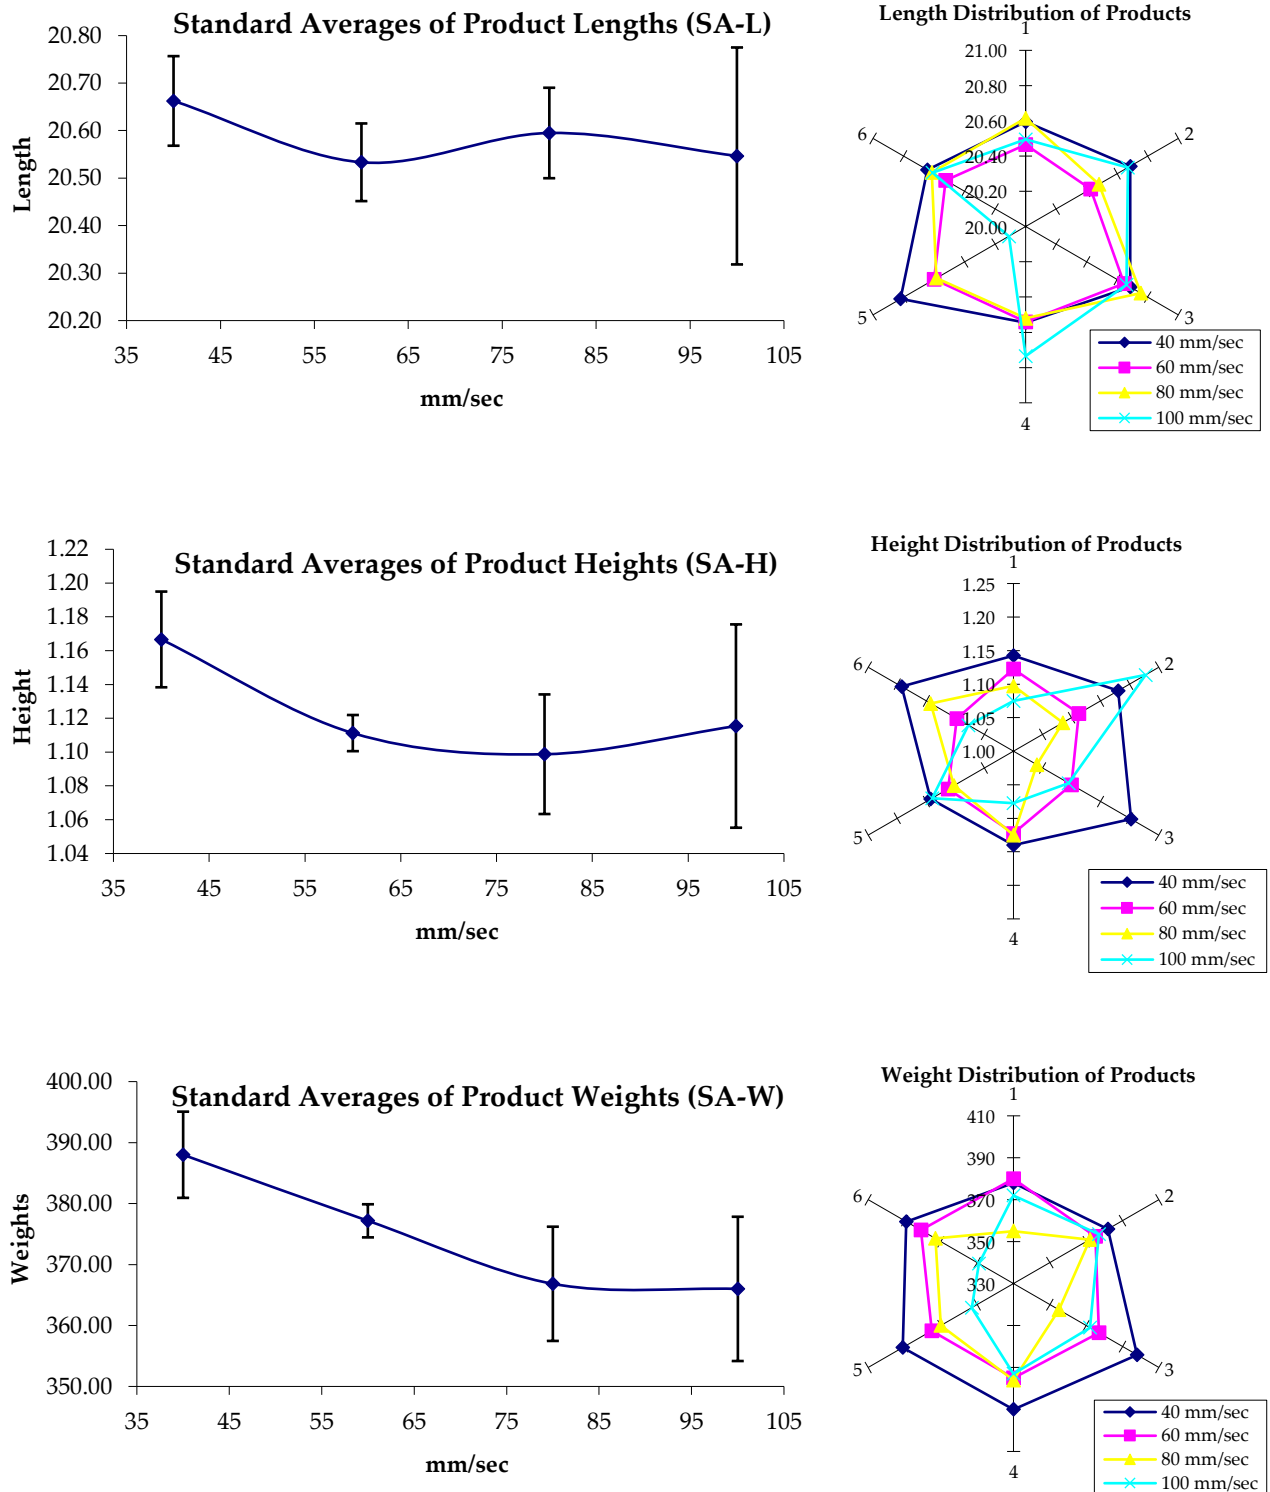 Standard Averages of Product Lengths (SA-L)
20.80
20.70
20.60
20.50
20.40
20.30
20.20
Length
35 45 55 65 75 85 95 105
mm/sec
Length Distribution of Products
1
21.00
20.80
20.60
20.40
20.20
20.00
6
2
5
3
4
40 mm/sec
60 mm/sec
80 mm/sec
100 mm/sec
Standard Averages of Product Heights (SA-H)
1.22
1.20
1.18
1.16
1.14
1.12
1.10
1.08
1.06
1.04
Height
35 45 55 65 75 85 95 105
mm/sec
Height Distribution of Products
1
1.25
1.20
1.15
1.10
1.05
1.00
6
2
5
3
4
40 mm/sec
60 mm/sec
80 mm/sec
100 mm/sec
Standard Averages of Product Weights (SA-W)
400.00
390.00
380.00
370.00
360.00
350.00
Weights
35 45 55 65 75 85 95 105
mm/sec
Weight Distribution of Products
1
410
390
370
350
330
6
2
5
3
4
40 mm/sec
60 mm/sec
80 mm/sec
100 mm/sec